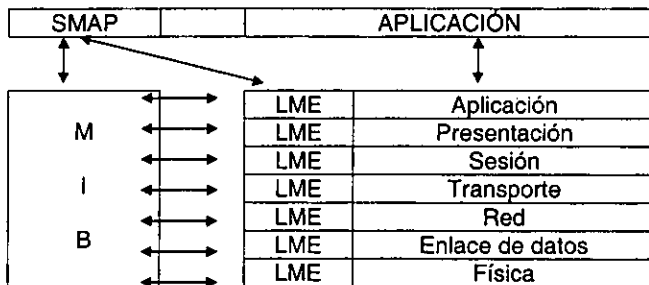 SMAP APLICACIÓN
LME Aplicación
M LME Presentación
LME Sesión
I LME Transporte
LME Red
B LME Enlace de datos
LME Física